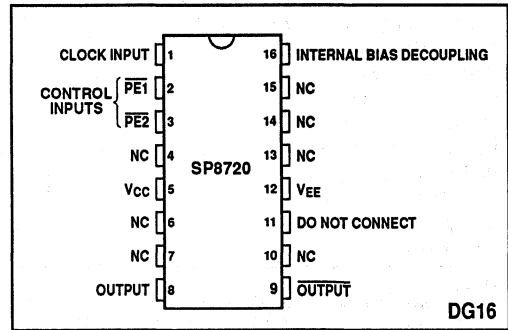 CLOCK INPUT 1 16 INTERNAL BIAS DECOUPLING
CONTROL INPUTS
PE1 2 15 NC
PE2 3 14 NC
NC 4 13 NC
SP8720
VCC 5 12 VEE
NC 6 11 DO NOT CONNECT
NC 7 10 NC
OUTPUT 8 9 OUTPUT
DG16